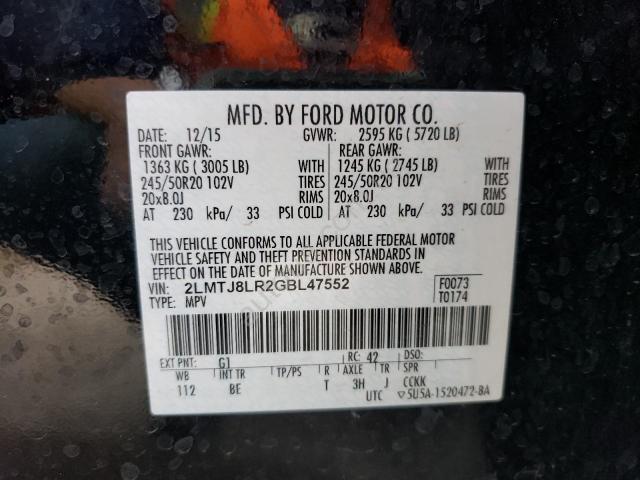 MFD. BY FORD MOTOR CO.
DATE: 12/15 GVWR: 2595 KG ( 5720 LB)
FRONT GAWR: REAR GAWR:
1363 KG ( 3005 LB) WITH 1245 KG ( 2745 LB) WITH
245/50R20 102V TIRES 245/50R20 102V TIRES
20x8.0J RIMS 20x8.0J RIMS
AT 230 kPa/ 33 PSI COLD AT 230 kPa/ 33 PSI COLD
THIS VEHICLE CONFORMS TO ALL APPLICABLE FEDERAL MOTOR
VEHICLE SAFETY AND BUMPER AND THEFT PREVENTION STANDARDS IN
EFFECT ON THE DATE OF MANUFACTURE SHOWN ABOVE.
VIN: 2LMTJ8LR2GBL47552 F0073
TYPE: MPV T0174
EXT PNT: G1 RC: 42 DSO:
WB INT TR TP/PS R AXLE TR SPR
112 BE T 3H J CCKK
UTC ▽5U5A-1520472-BA